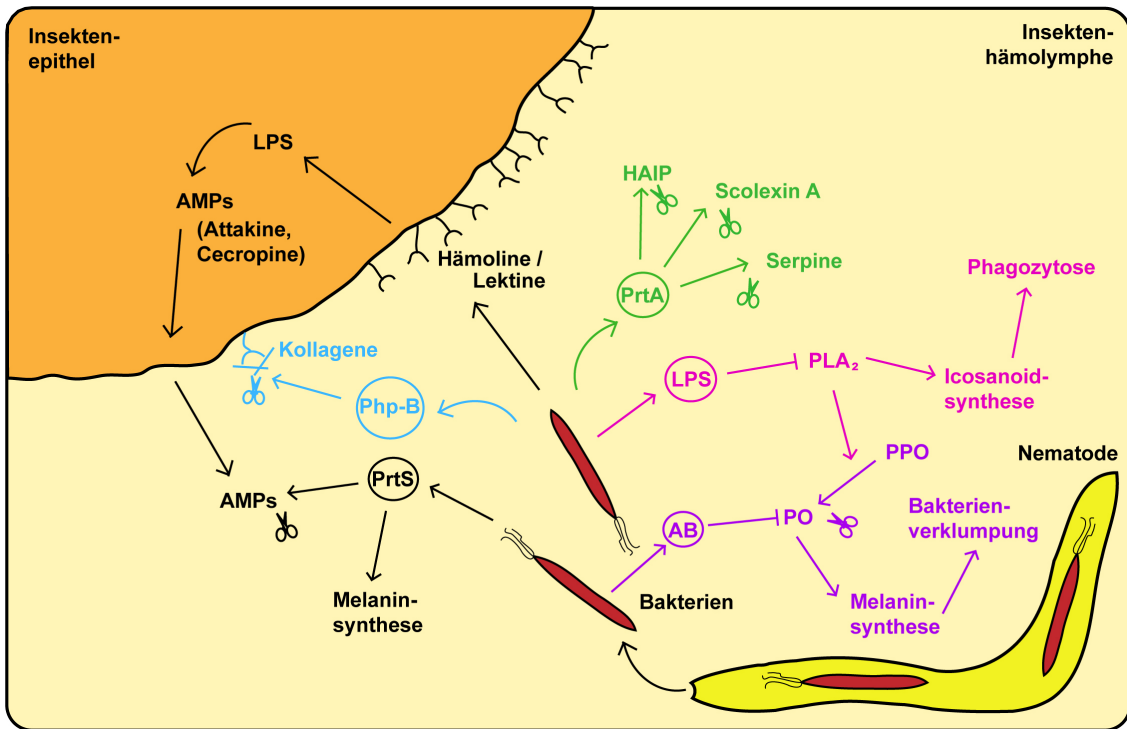 Insekten-
epithel
Insekten-
hämolymphe
LPS
AMPs
(Attakine,
Cecropine)
Hämoline /
Lektine
HAIP
Scolexin A
Serpine
PrtA
Phagozytose
Kollagene
LPS
PLA₂
Icosanoid-
synthese
Php-B
PrtS
AMPs
PPO
Nematode
AB
PO
Bakterien-
verklumpung
Melanin-
synthese
Bakterien
Melanin-
synthese